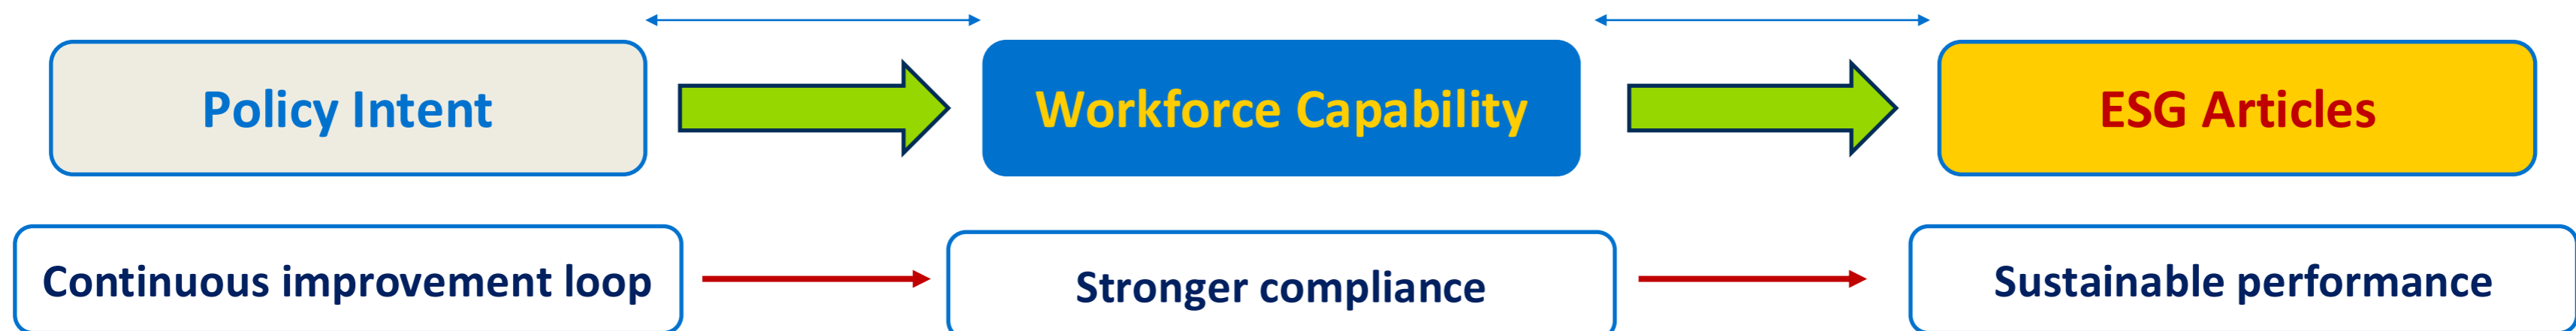 Policy Intent
Workforce Capability
ESG Articles
Continuous improvement loop
Stronger compliance
Sustainable performance